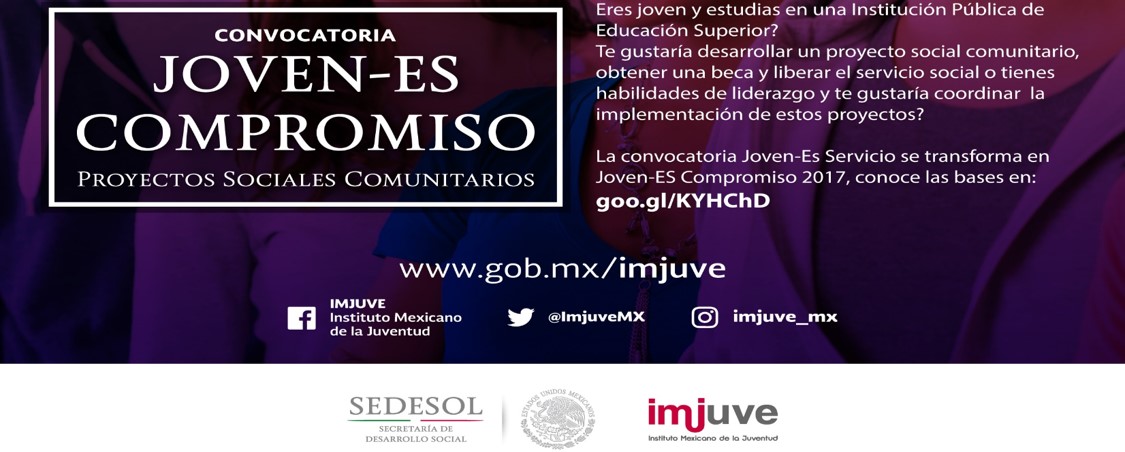 CONVOCATORIA
JOVEN-ES
COMPROMISO
PROYECTOS SOCIALES COMUNITARIOS
Eres joven y estudias en una Institución Pública de
Educación Superior?
Te gustaría desarrollar un proyecto social comunitario,
obtener una beca y liberar el servicio social o tienes
habilidades de liderazgo y te gustaría coordinar la
implementación de estos proyectos?
La convocatoria Joven-Es Servicio se transforma en
Joven-ES Compromiso 2017, conoce las bases en:
goo.gl/KYHChD
www.gob.mx/imjuve
IMJUVE
Instituto Mexicano
de la Juventud
@ImjuveMX
imjuve_mx
SEDESOL
SECRETARÍA DE
DESARROLLO SOCIAL
ESTADOS UNIDOS MEXICANOS
imjuve
Instituto Mexicano de la Juventud